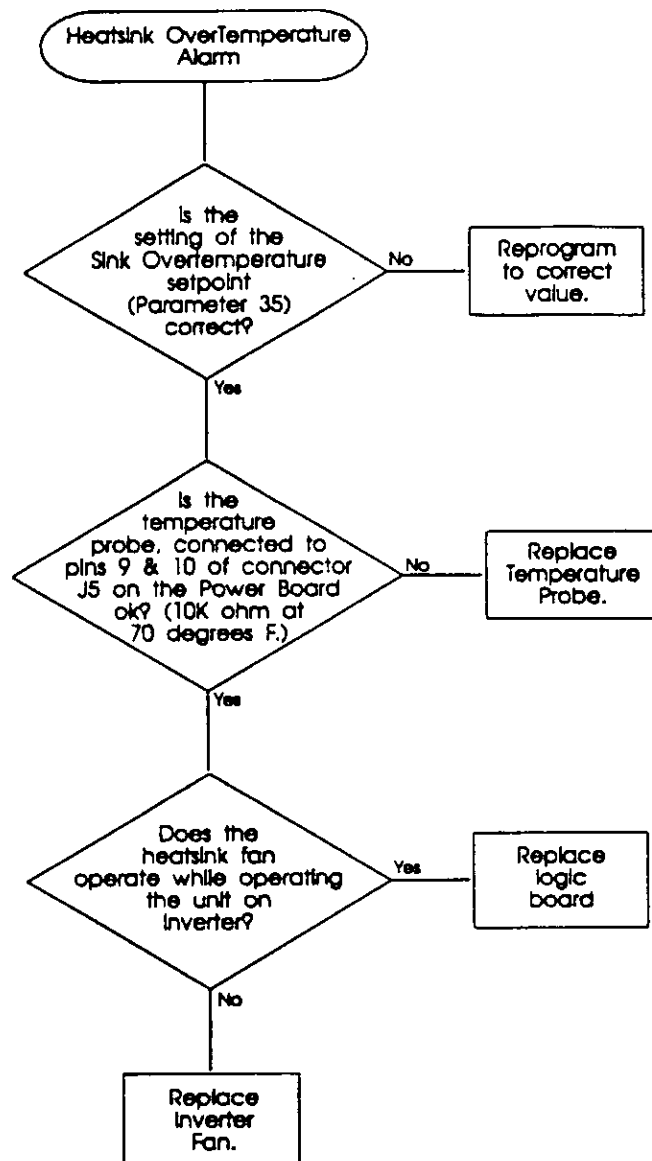 Heatsink OverTemperature
Alarm
Is the
setting of the
Sink Overtemperature
setpoint
(Parameter 35)
correct?
No
Reprogram
to correct
value.
Yes
Is the
temperature
probe, connected to
pins 9 & 10 of connector
J5 on the Power Board
ok? (10K ohm at
70 degrees F.)
No
Replace
Temperature
Probe.
Yes
Does the
heatsink fan
operate while operating
the unit on
inverter?
Yes
Replace
logic
board
No
Replace
Inverter
Fan.